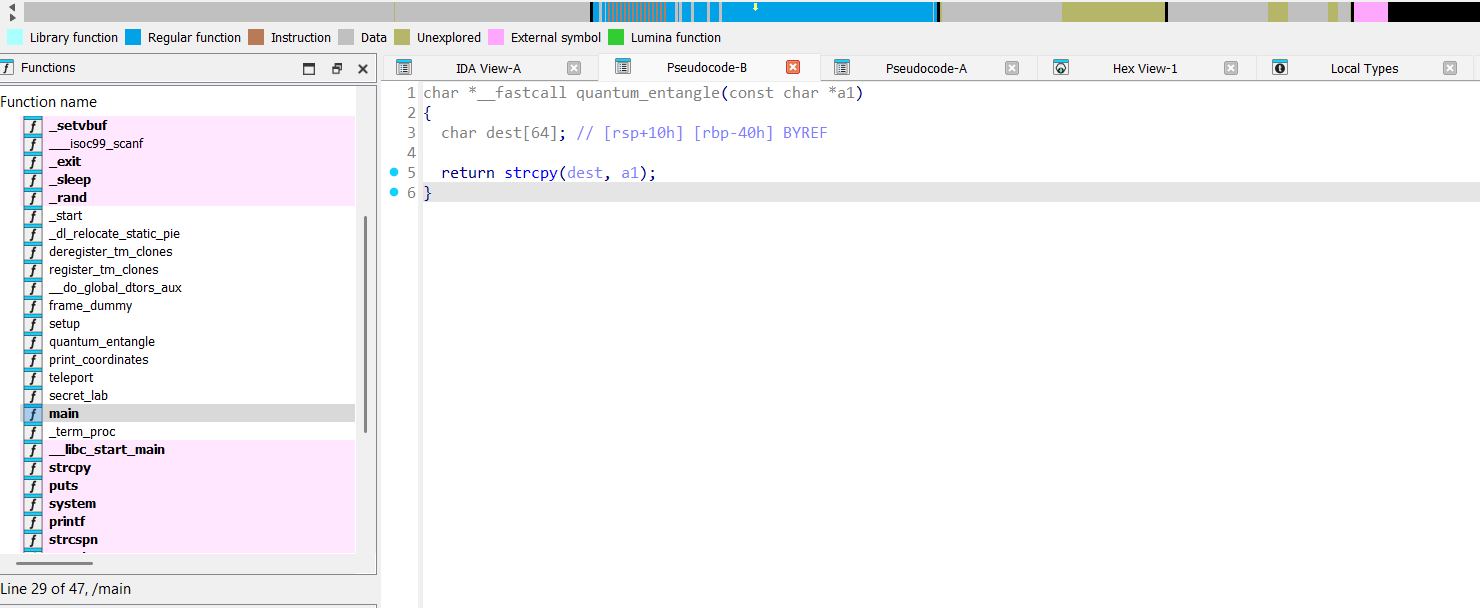 Library function Regular function Instruction Data Unexplored External symbol Lumina function
Functions
IDA View-A Pseudocode-B Pseudocode-A Hex View-1 Local Types
Function name
_setvbuf
___isoc99_scanf
_exit
_sleep
_rand
_start
_dl_relocate_static_pie
deregister_tm_clones
register_tm_clones
__do_global_dtors_aux
frame_dummy
setup
quantum_entangle
print_coordinates
teleport
secret_lab
main
_term_proc
__libc_start_main
strcpy
puts
system
printf
strcspn
Line 29 of 47, /main
1 char *__fastcall quantum_entangle(const char *a1)
2 {
3 char dest[64]; // [rsp+10h] [rbp-40h] BYREF
4
5 return strcpy(dest, a1);
6 }